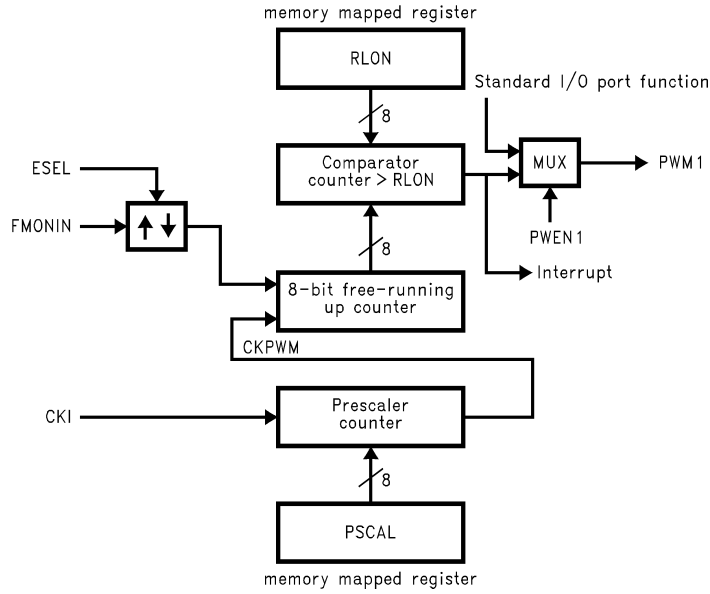 memory mapped register
RLON
8
Standard I/O port function
Comparator
counter > RLON
MUX
PWM1
ESEL
FMONIN
PWEN1
8
Interrupt
8-bit free-running
up counter
CKPWM
CKI
Prescaler
counter
8
PSCAL
memory mapped register